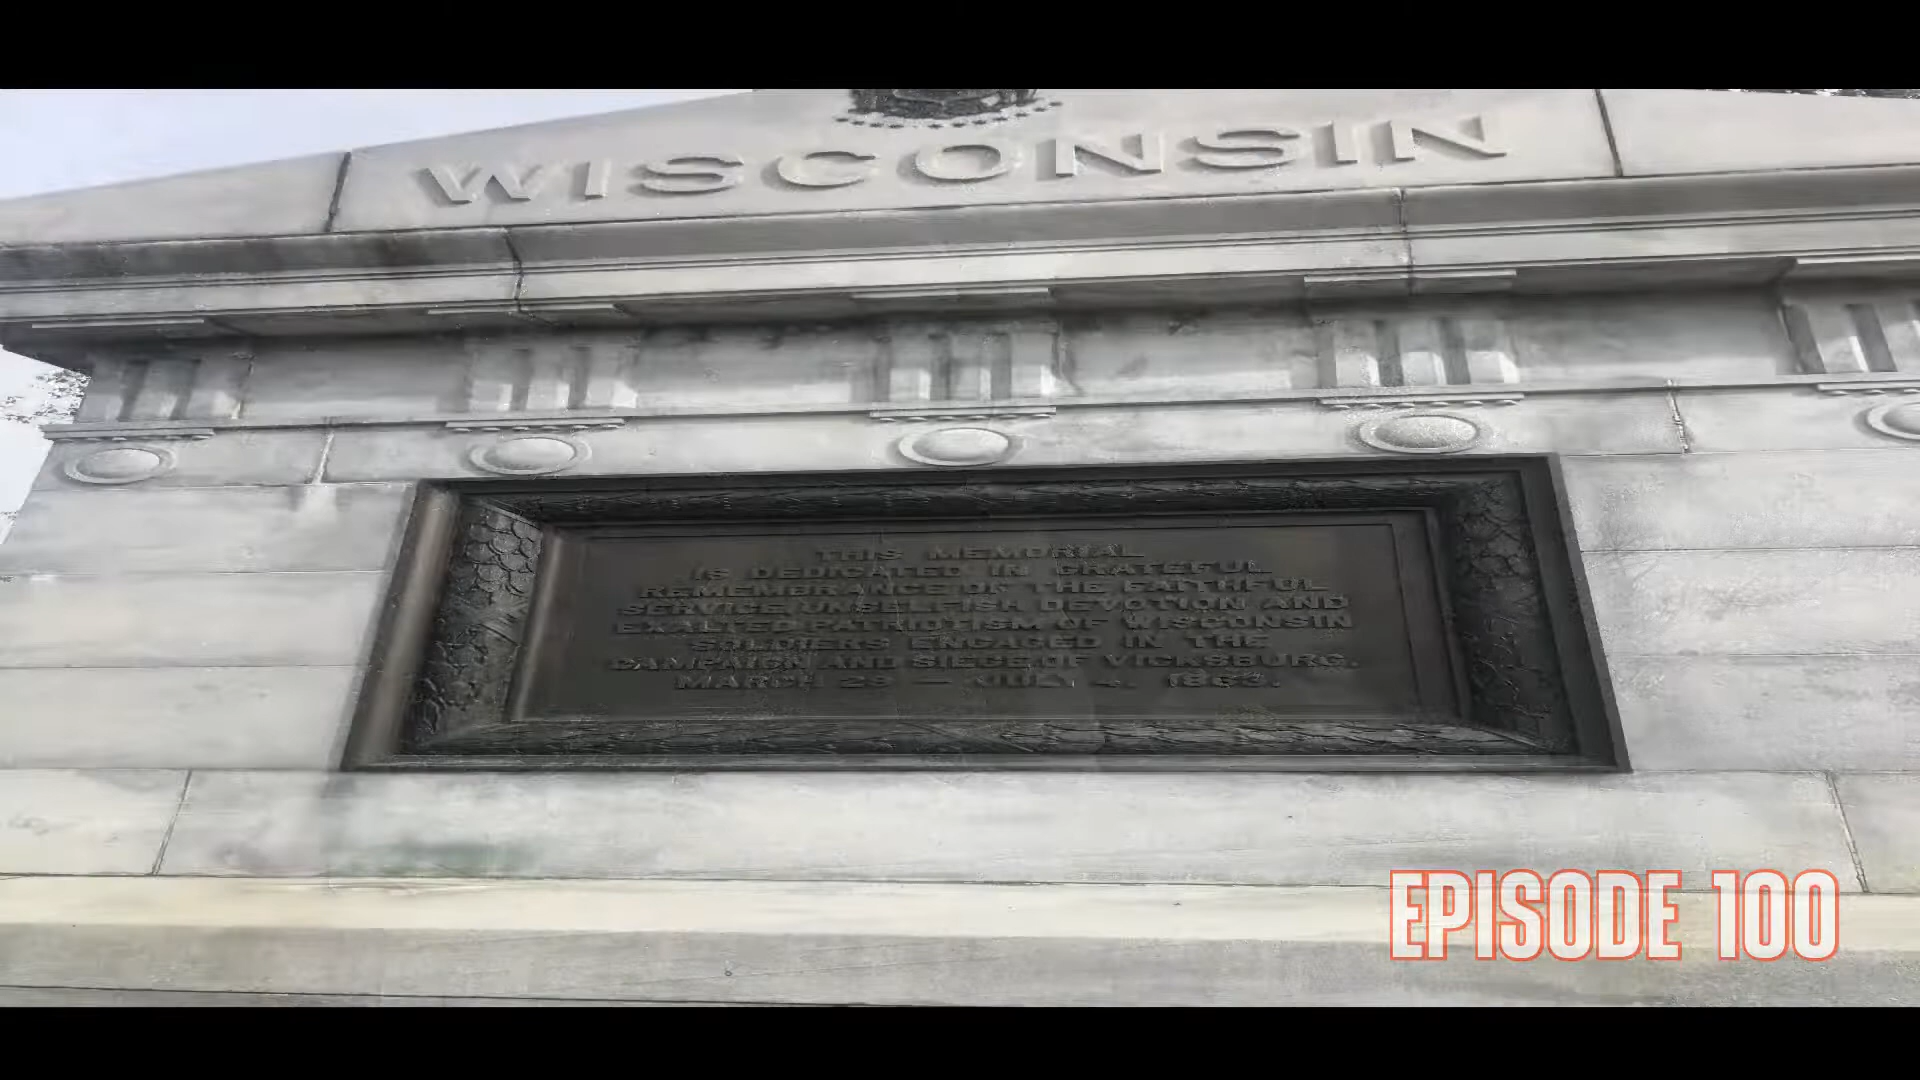 WISCONSIN
THIS MEMORIAL
IS DEDICATED IN GRATEFUL
REMEMBRANCE OF THE FAITHFUL
SERVICE, UNSELFISH DEVOTION AND
EXALTED PATRIOTISM OF WISCONSIN
SOLDIERS ENGAGED IN THE
CAMPAIGN AND SIEGE OF VICKSBURG.
MARCH 29 — JULY 4, 1863.
EPISODE 100